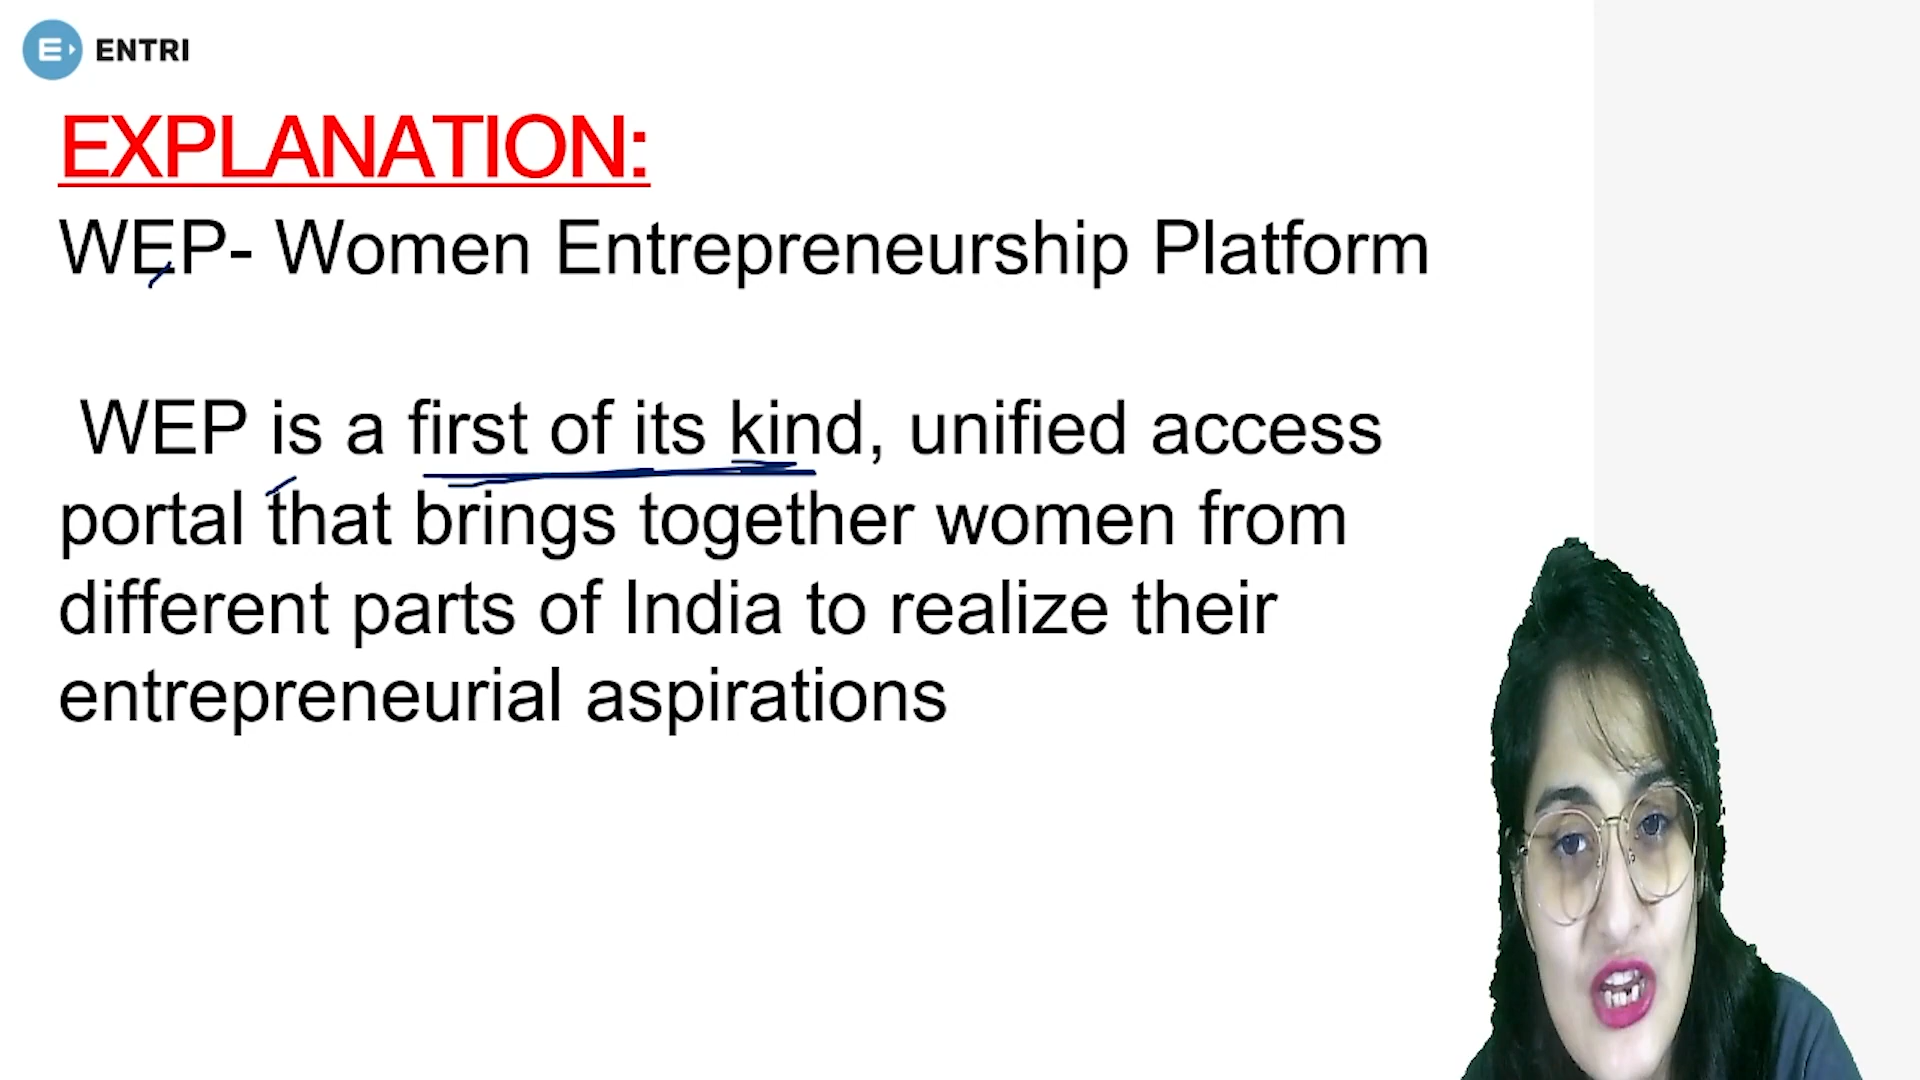 ENTRI
EXPLANATION:
WEP- Women Entrepreneurship Platform
WEP is a first of its kind, unified access
portal that brings together women from
different parts of India to realize their
entrepreneurial aspirations